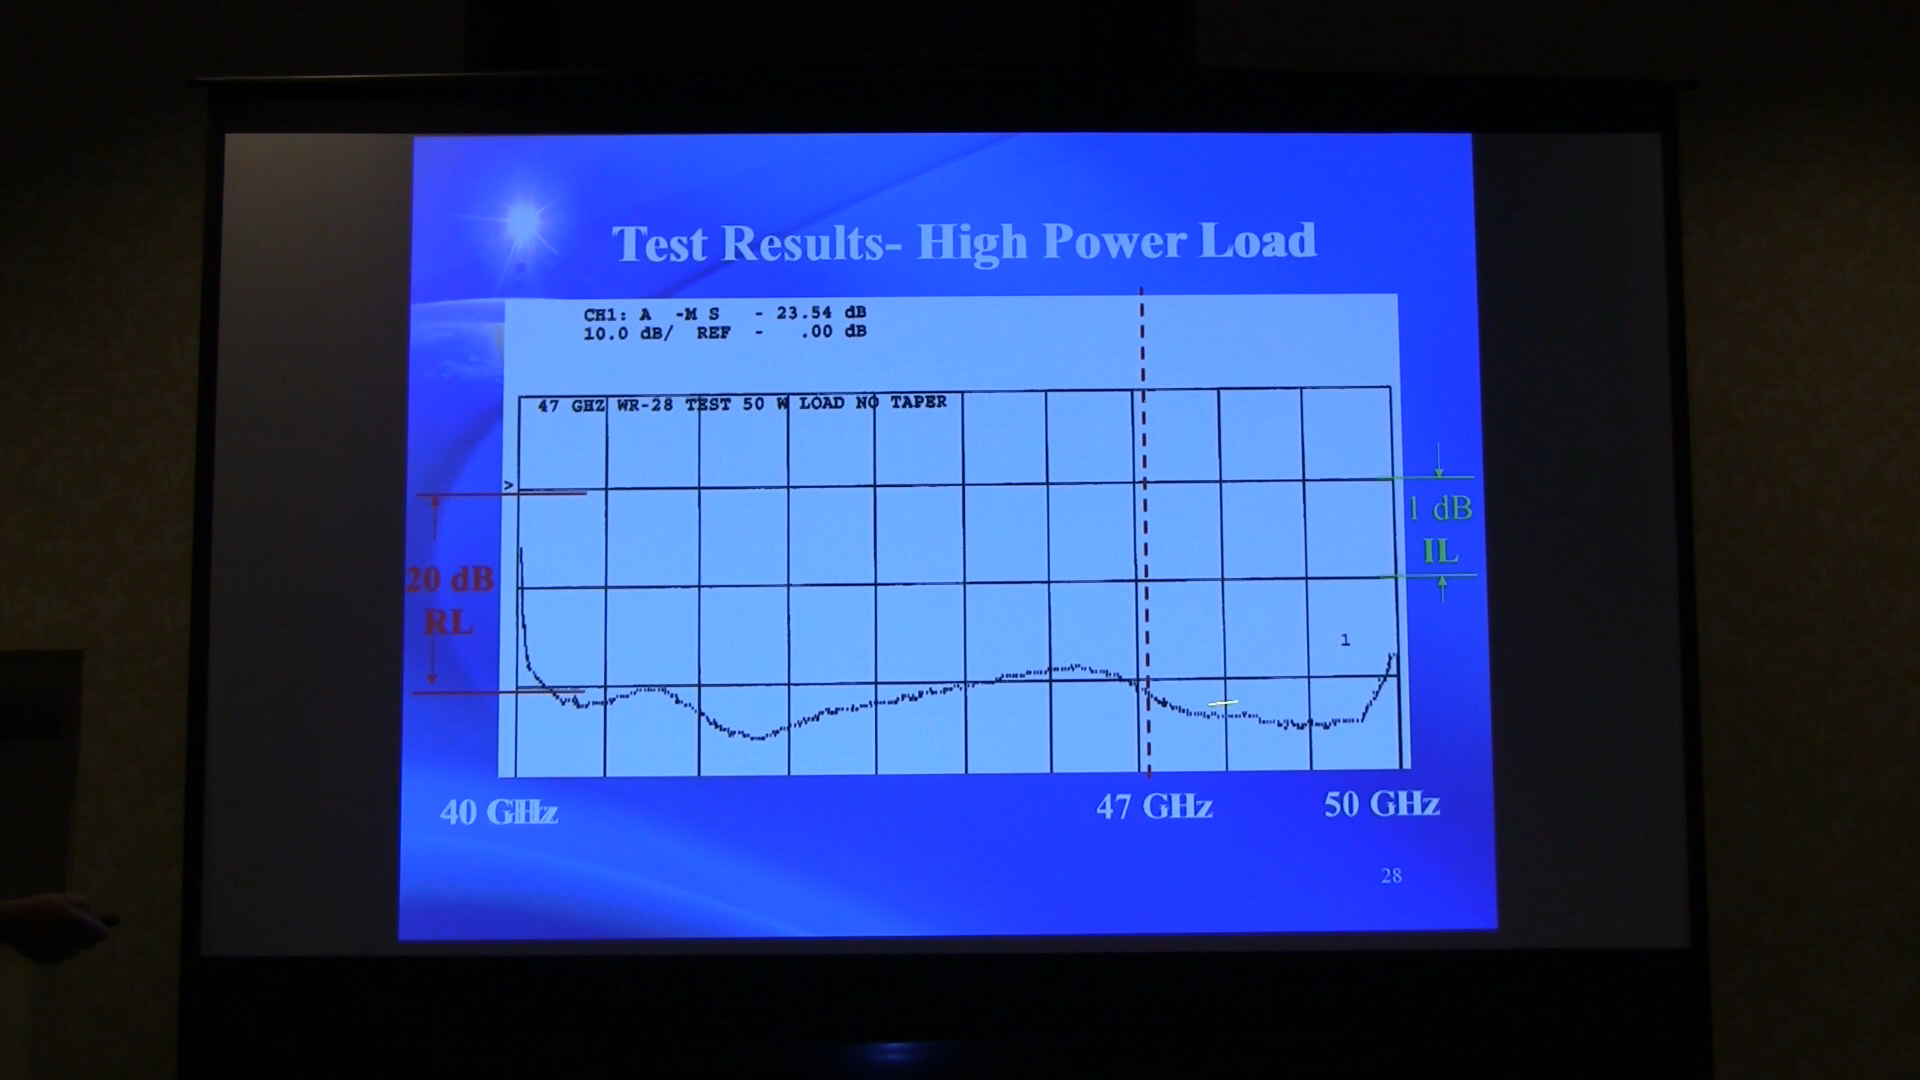 Test Results- High Power Load
CH1: A -M S - 23.54 dB
10.0 dB/ REF - .00 dB
47 GHZ WR-28 TEST 50 W LOAD NO TAPER
>
1 dB
IL
20 dB
RL
1
40 GHz
47 GHz
50 GHz
28